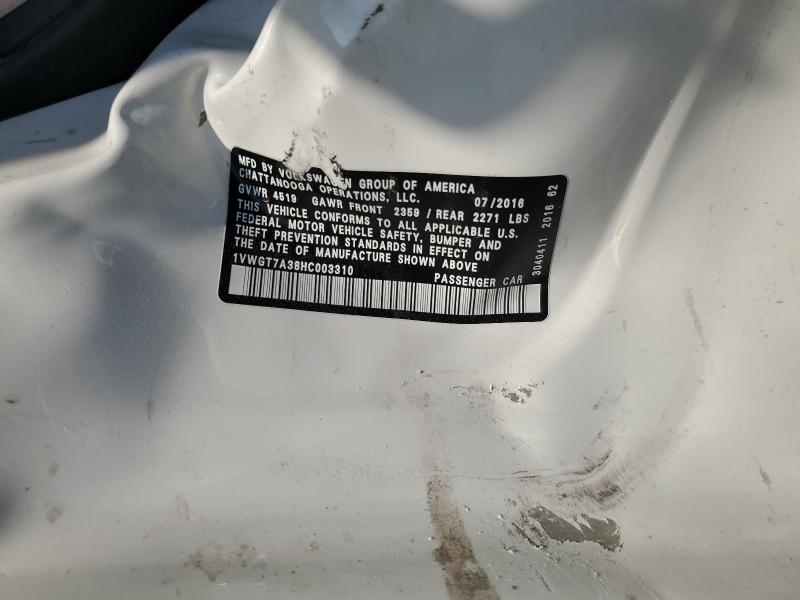 MFD BY VOLKSWAGEN GROUP OF AMERICA
CHATTANOOGA OPERATIONS, LLC. 07/2016
GVWR 4519 GAWR FRONT 2359 / REAR 2271 LBS
THIS VEHICLE CONFORMS TO ALL APPLICABLE U.S.
FEDERAL MOTOR VEHICLE SAFETY, BUMPER AND
THEFT PREVENTION STANDARDS IN EFFECT ON
THE DATE OF MANUFACTURE SHOWN ABOVE
1VWGT7A38HC003310 PASSENGER CAR
3040411 2016 62